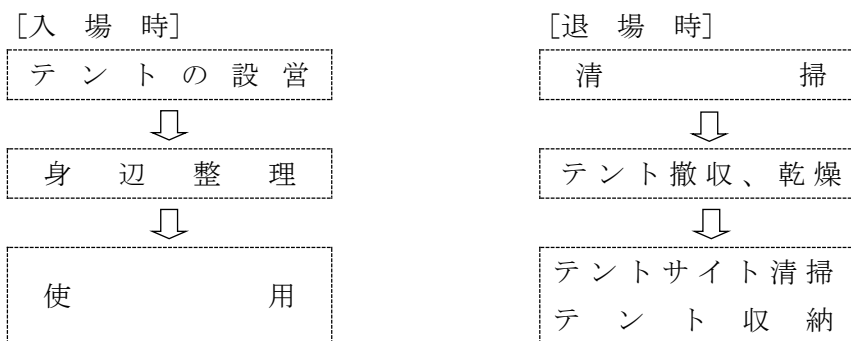 [入場時]
テントの設営
身辺整理
使用
[退場時]
清掃
テント撤収、乾燥
テントサイト清掃
テント収納